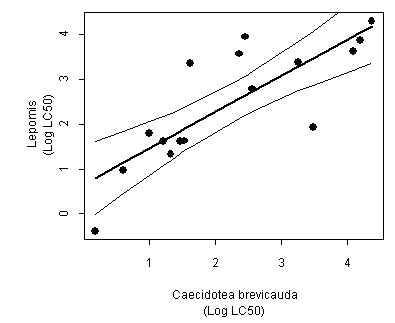 4
3
2
1
0
Lepomis
(Log LC50)
1 2 3 4
Caecidotea brevicauda
(Log LC50)